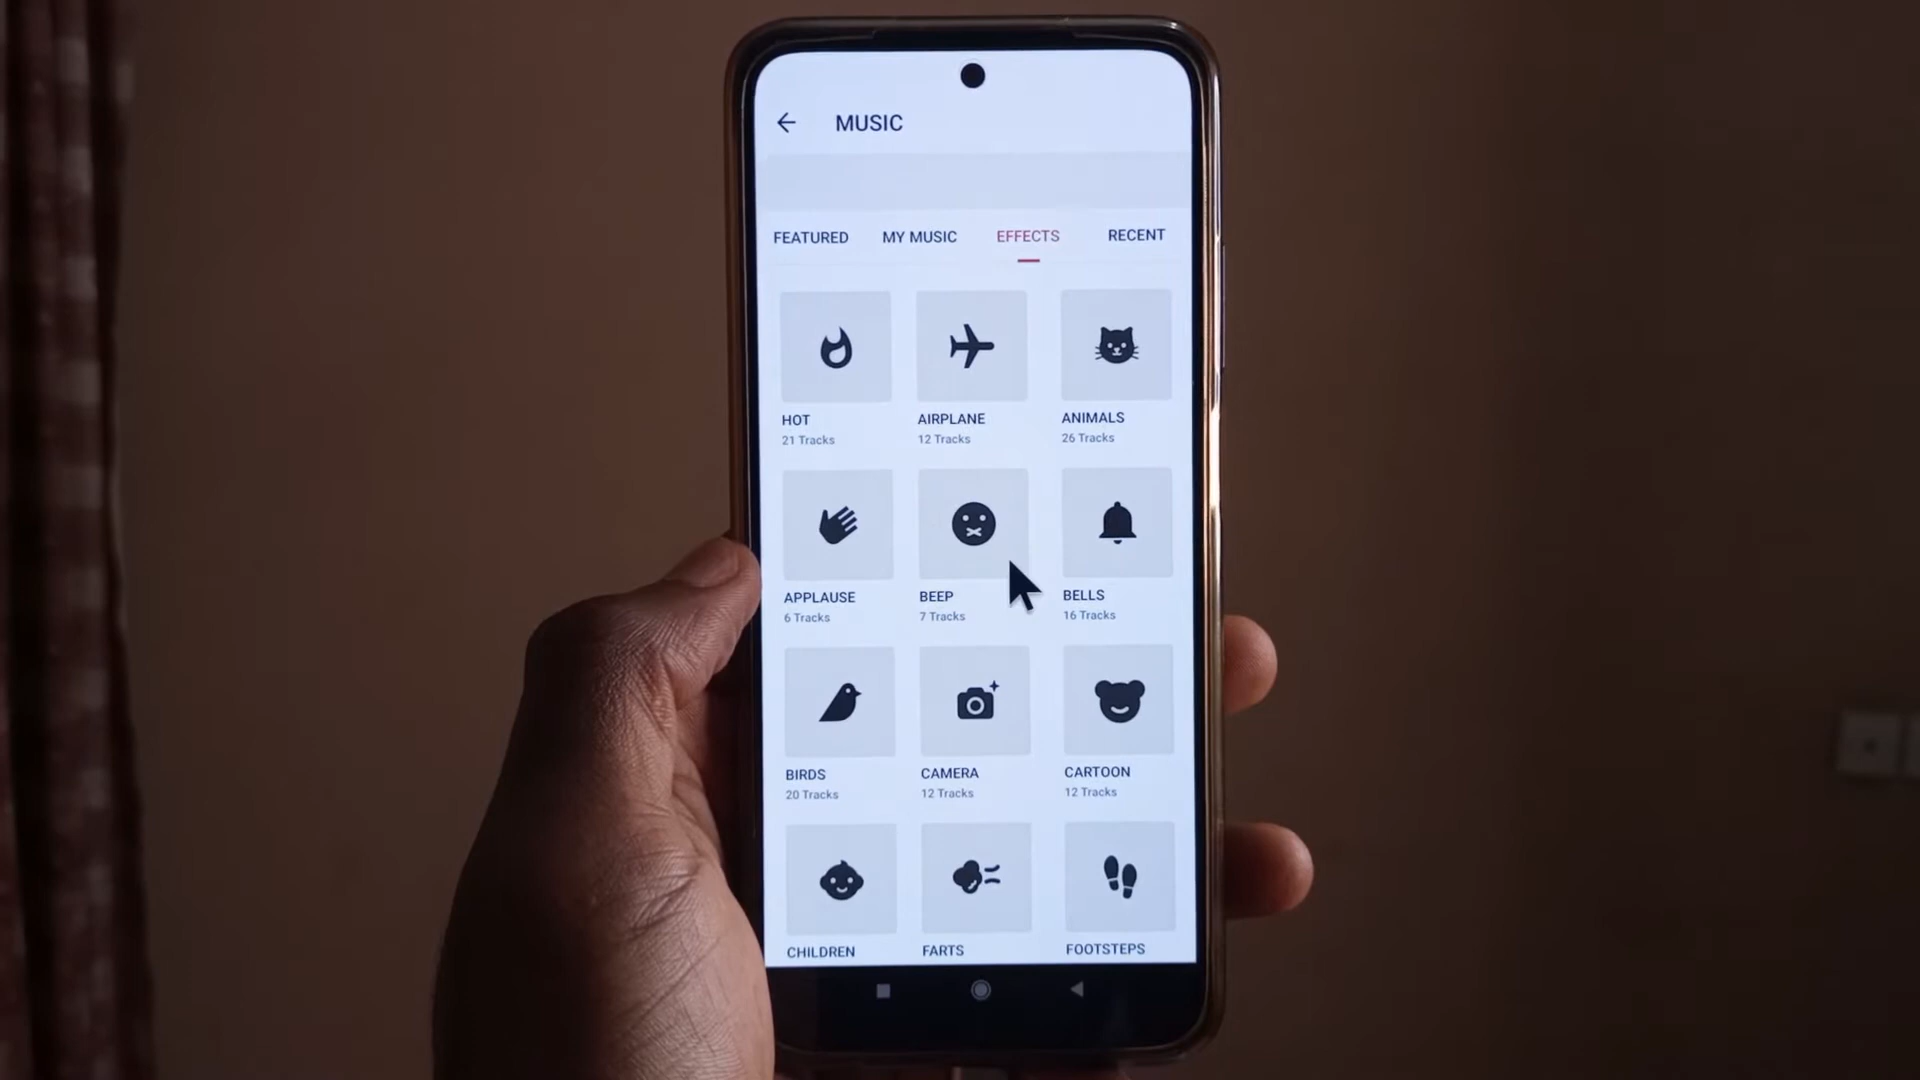 MUSIC
FEATURED MY MUSIC EFFECTS RECENT
HOT AIRPLANE ANIMALS
21 Tracks 12 Tracks 26 Tracks
APPLAUSE BEEP BELLS
6 Tracks 7 Tracks 16 Tracks
BIRDS CAMERA CARTOON
20 Tracks 12 Tracks 12 Tracks
CHILDREN FARTS FOOTSTEPS